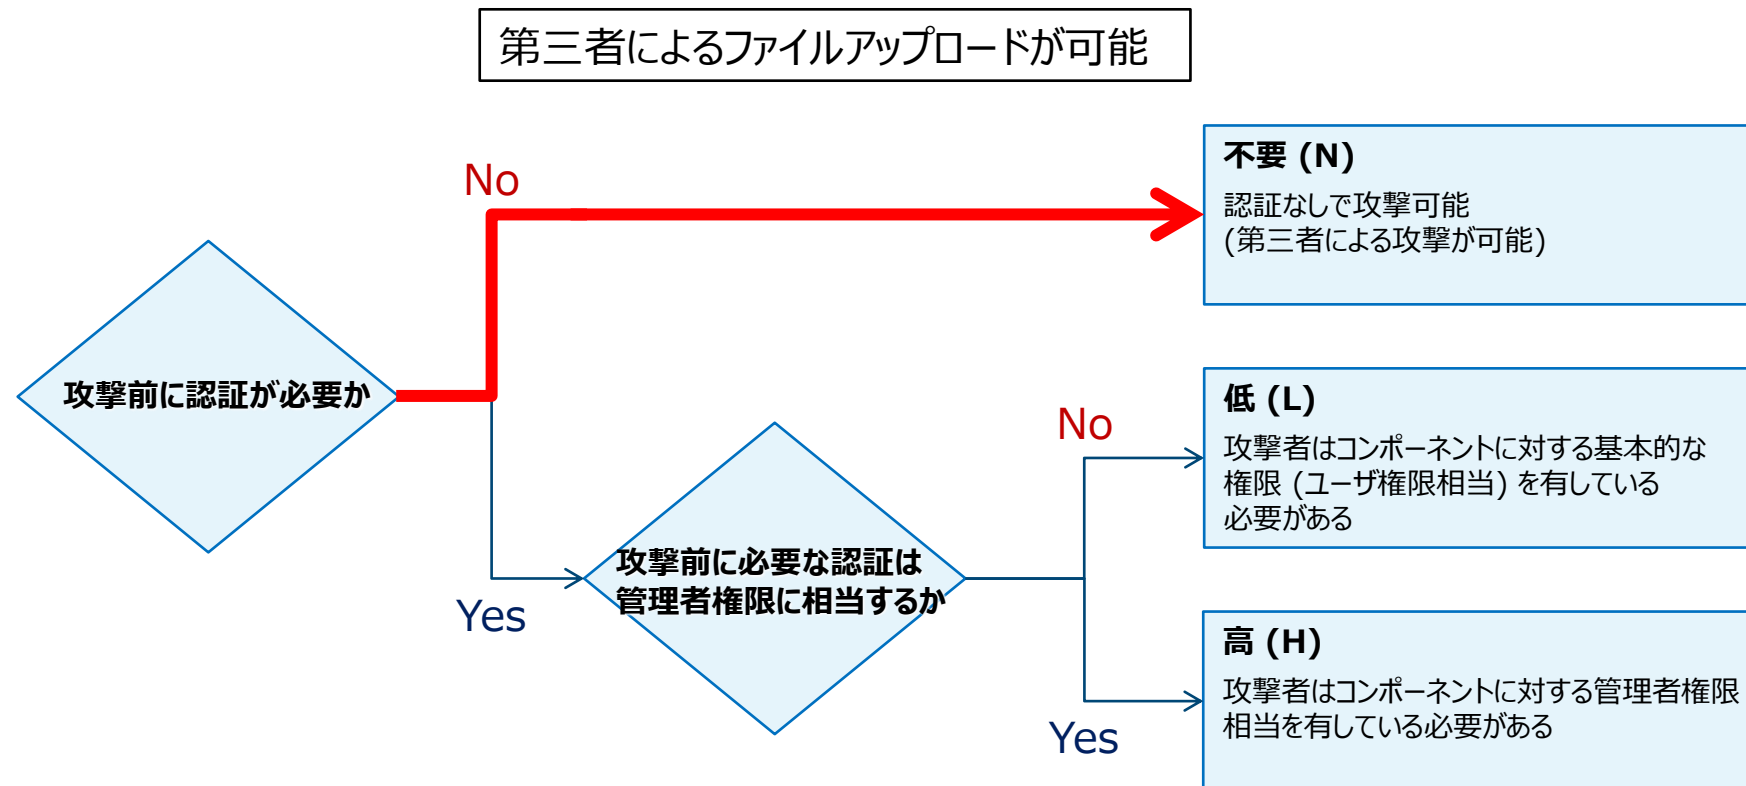 第三者によるファイルアップロードが可能
No
不要 (N)
認証なしで攻撃可能
(第三者による攻撃が可能)
攻撃前に認証が必要か
No
低 (L)
攻撃者はコンポーネントに対する基本的な
権限 (ユーザ権限相当) を有している
必要がある
Yes
攻撃前に必要な認証は
管理者権限に相当するか
Yes
高 (H)
攻撃者はコンポーネントに対する管理者権限
相当を有している必要がある